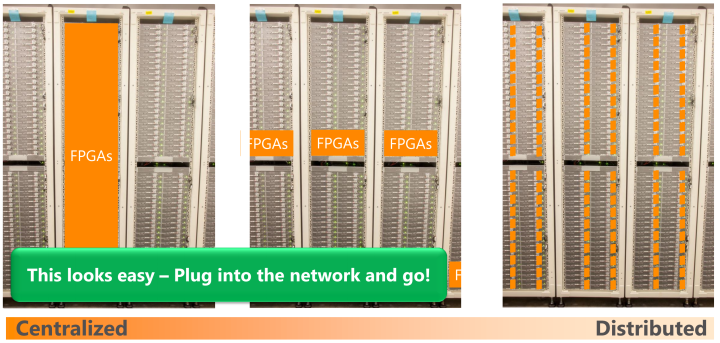 FPGAs
FPGAs
FPGAs
FPGAs
F
This looks easy – Plug into the network and go!
Centralized
Distributed